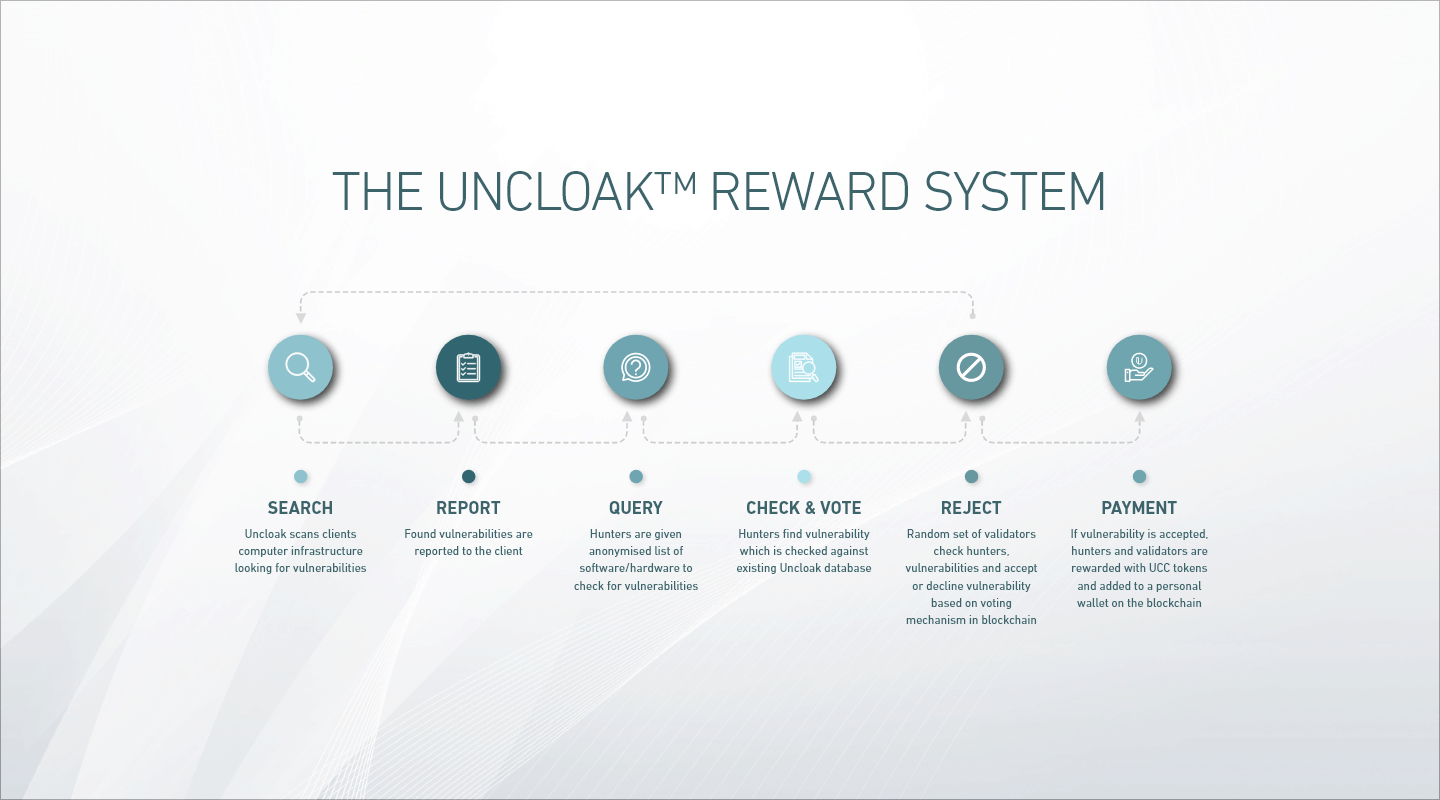 THE UNCLOAK™ REWARD SYSTEM
SEARCH
Uncloak scans clients
computer infrastructure
looking for vulnerabilities
REPORT
Found vulnerabilities are
reported to the client
QUERY
Hunters are given
anonymised list of
software/hardware to
check for vulnerabilities
CHECK & VOTE
Hunters find vulnerability
which is checked against
existing Uncloak database
REJECT
Random set of validators
check hunters,
vulnerabilities and accept
or decline vulnerability
based on voting
mechanism in blockchain
PAYMENT
If vulnerability is accepted,
hunters and validators are
rewarded with UCC tokens
and added to a personal
wallet on the blockchain